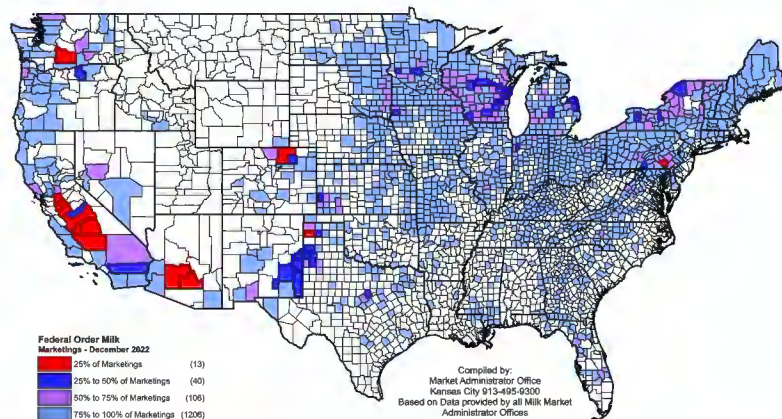 Federal Order Milk
Marketings - December 2022
25% of Marketings (13)
25% to 50% of Marketings (40)
50% to 75% of Marketings (106)
75% to 100% of Marketings (1206)
Compiled by:
Market Administrator Office
Kansas City 913-495-9300
Based on Data provided by all Milk Market
Administrator Offices